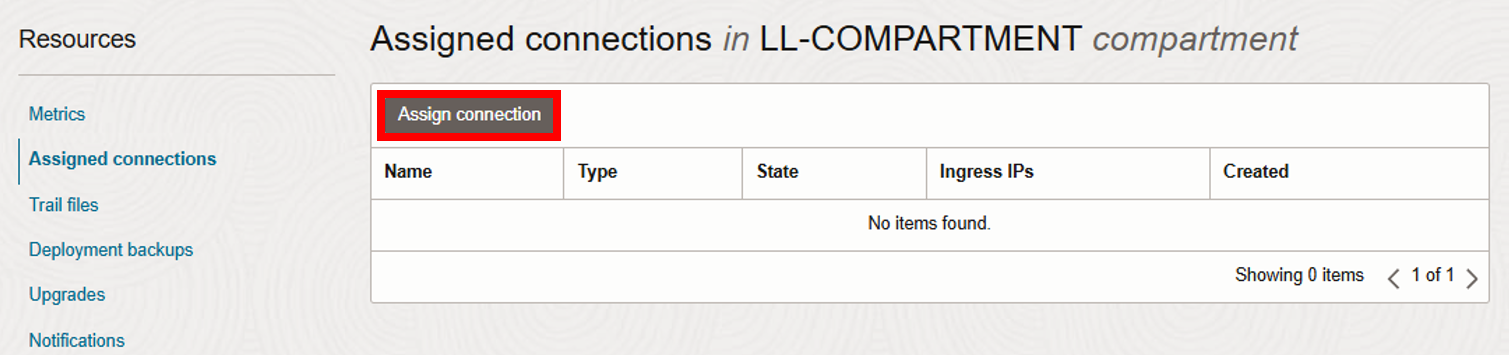 Resources
Metrics
Assigned connections
Trail files
Deployment backups
Upgrades
Notifications
Assigned connections in LL-COMPARTMENT compartment
Assign connection
Name Type State Ingress IPs Created
No items found.
Showing 0 items 1 of 1